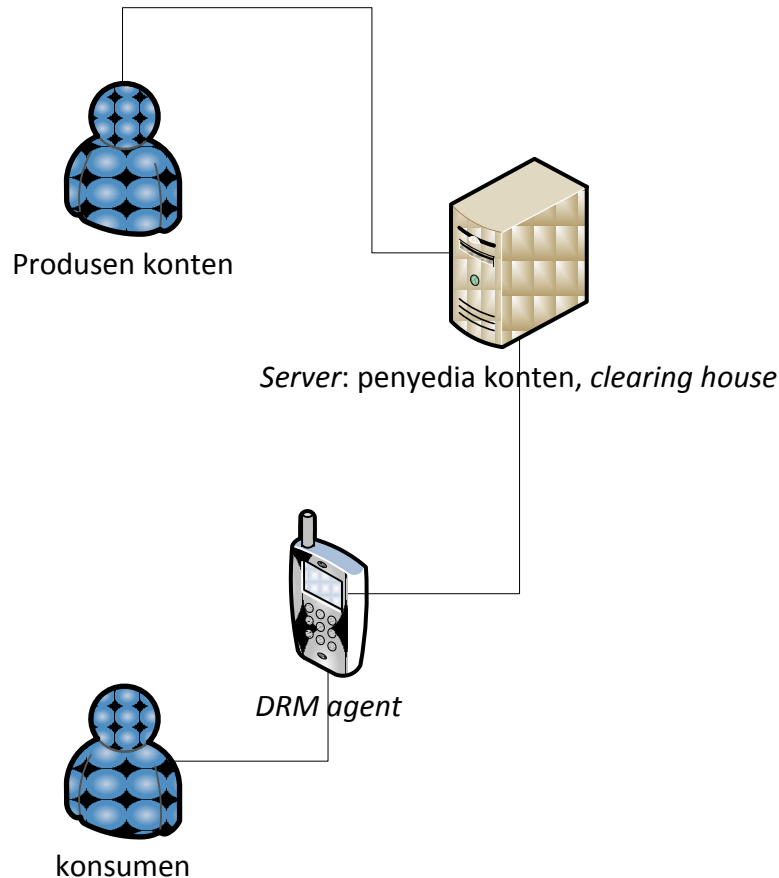 Produsen konten
Server: penyedia konten, clearing house
DRM agent
konsumen